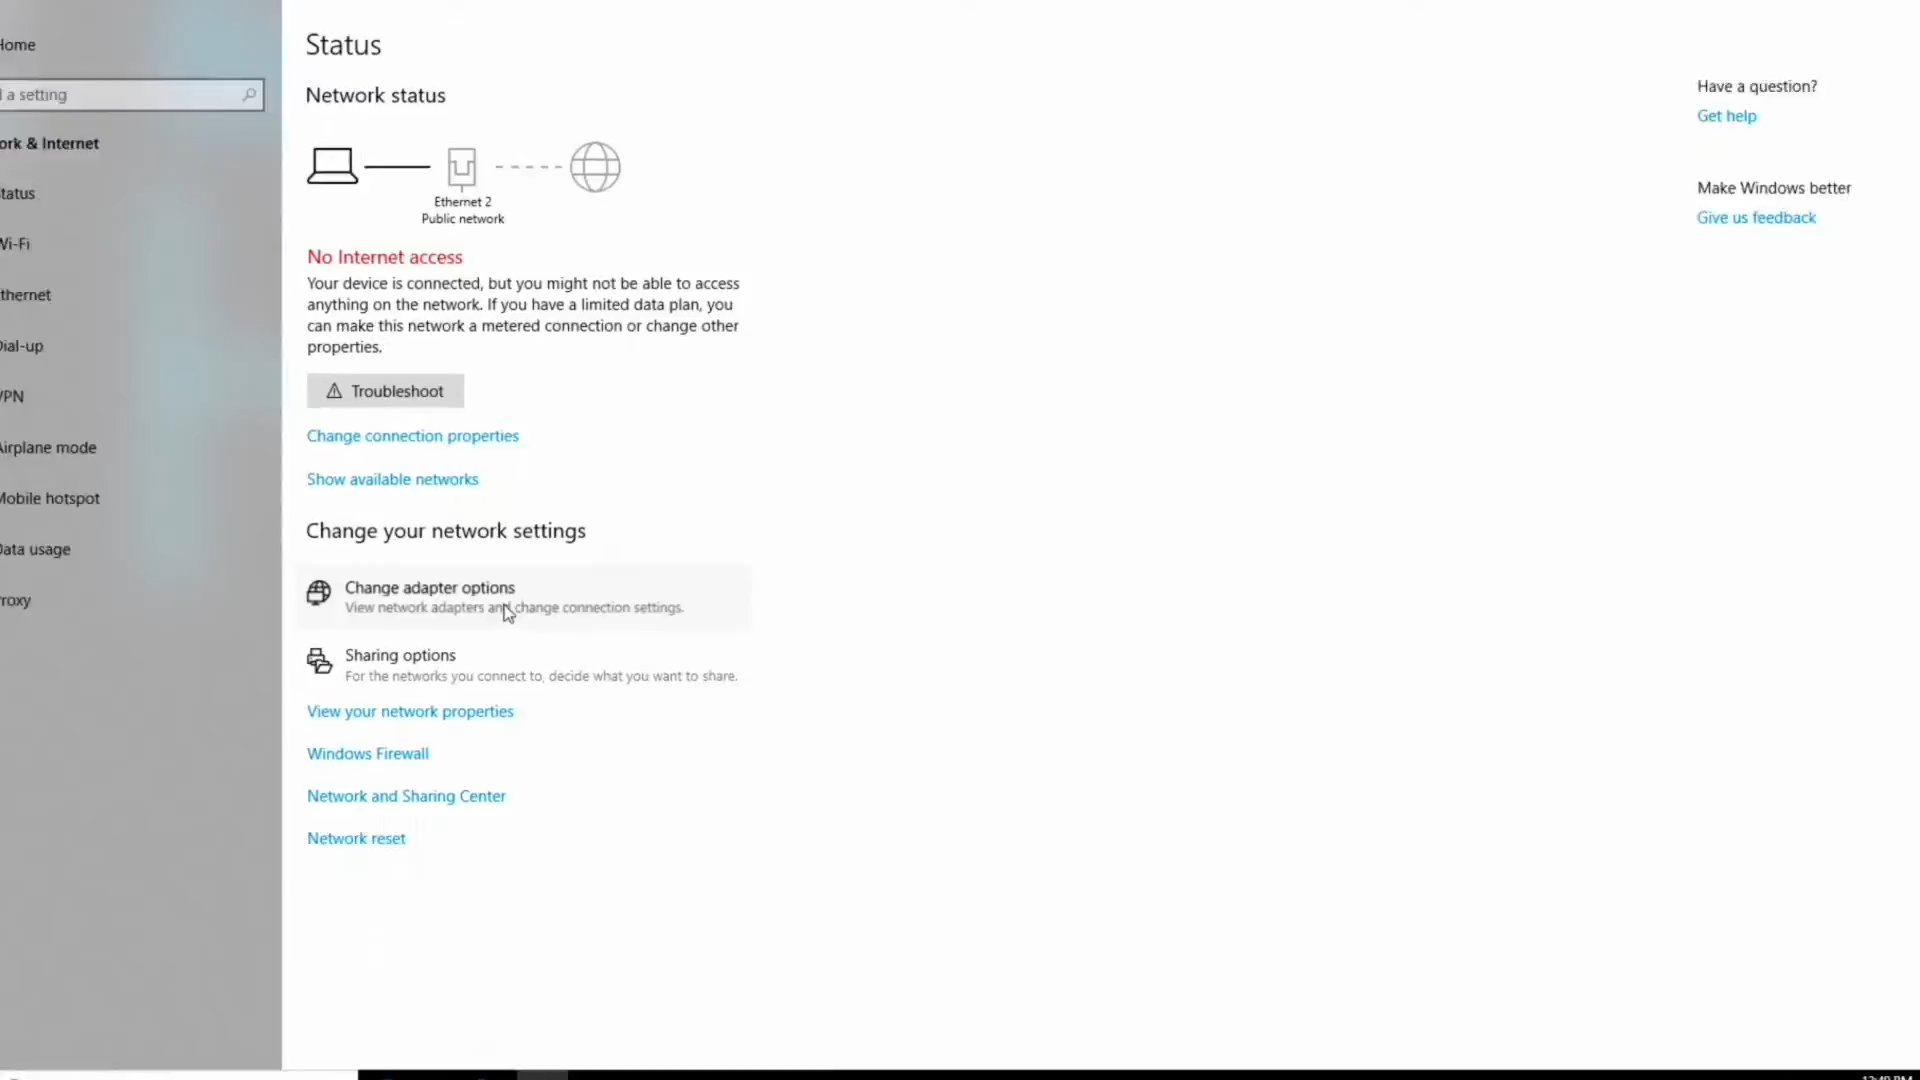 Home
a setting
ork & Internet
tatus
Wi-Fi
thernet
Dial-up
VPN
Airplane mode
Mobile hotspot
Data usage
roxy
Status
Network status
Ethernet 2
Public network
No Internet access
Your device is connected, but you might not be able to access
anything on the network. If you have a limited data plan, you
can make this network a metered connection or change other
properties.
Troubleshoot
Change connection properties
Show available networks
Change your network settings
Change adapter options
View network adapters and change connection settings.
Sharing options
For the networks you connect to, decide what you want to share.
View your network properties
Windows Firewall
Network and Sharing Center
Network reset
Have a question?
Get help
Make Windows better
Give us feedback